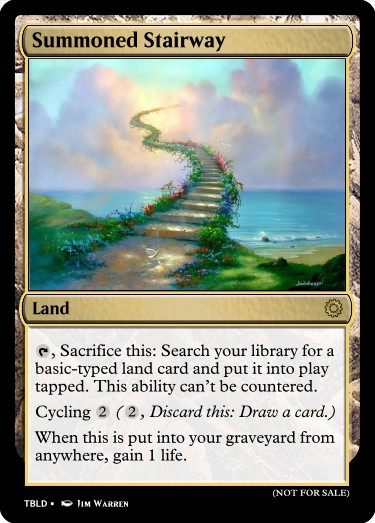 Summoned Stairway
Land
, Sacrifice this: Search your library for a
basic-typed land card and put it into play
tapped. This ability can't be countered.
Cycling 2 ( 2 , Discard this: Draw a card.)
When this is put into your graveyard from
anywhere, gain 1 life.
(NOT FOR SALE)
TBLD • Jim Warren